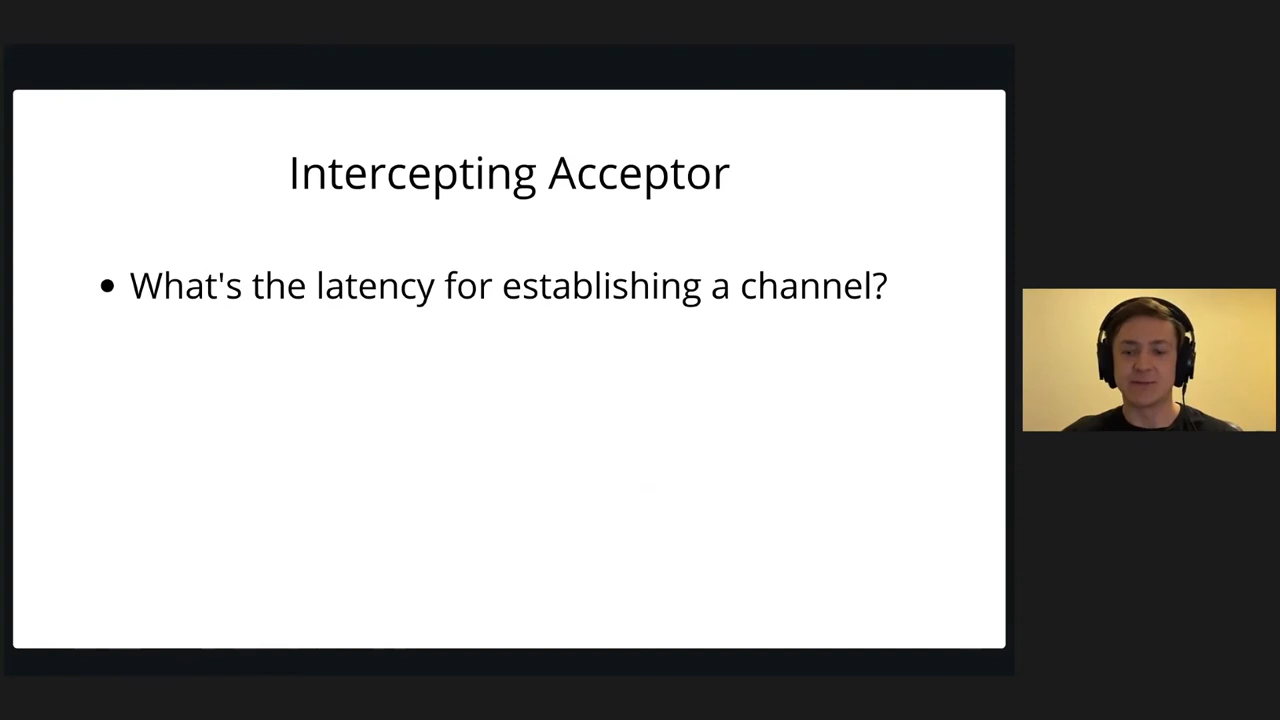 Intercepting Acceptor
• What's the latency for establishing a channel?